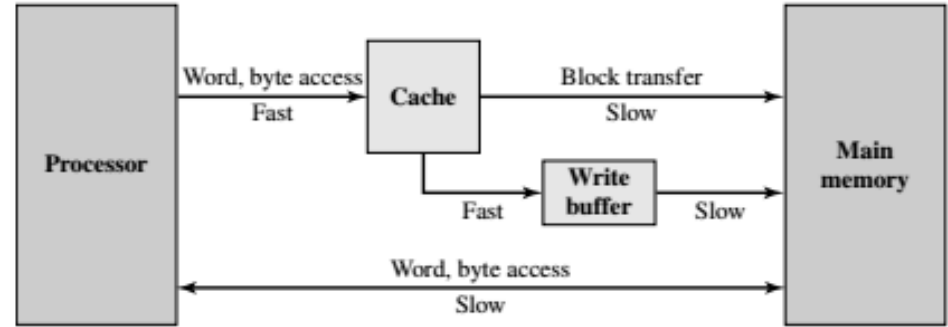 Word, byte access
Fast
Cache
Block transfer
Slow
Processor
Main
memory
Write
buffer
Fast
Slow
Word, byte access
Slow